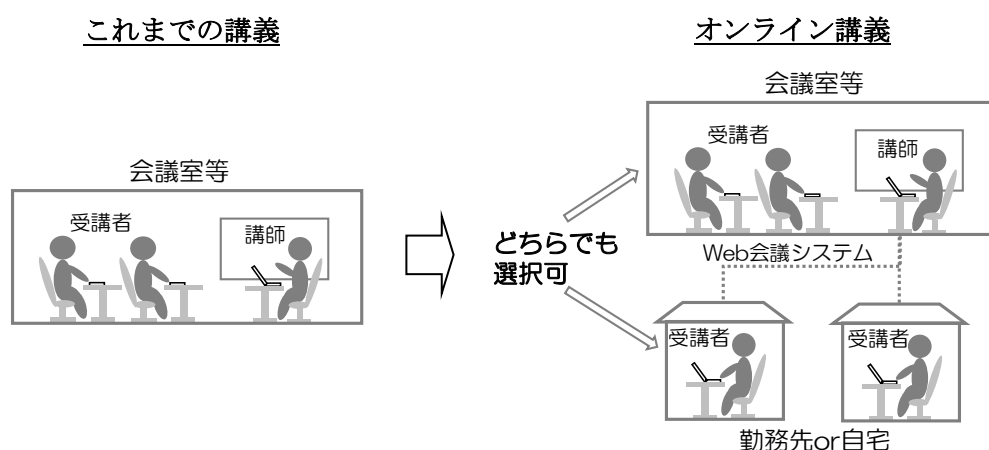 これまでの講義
会議室等
受講者
講師
どちらでも
選択可
オンライン講義
会議室等
受講者
講師
Web会議システム
受講者
受講者
勤務先or自宅